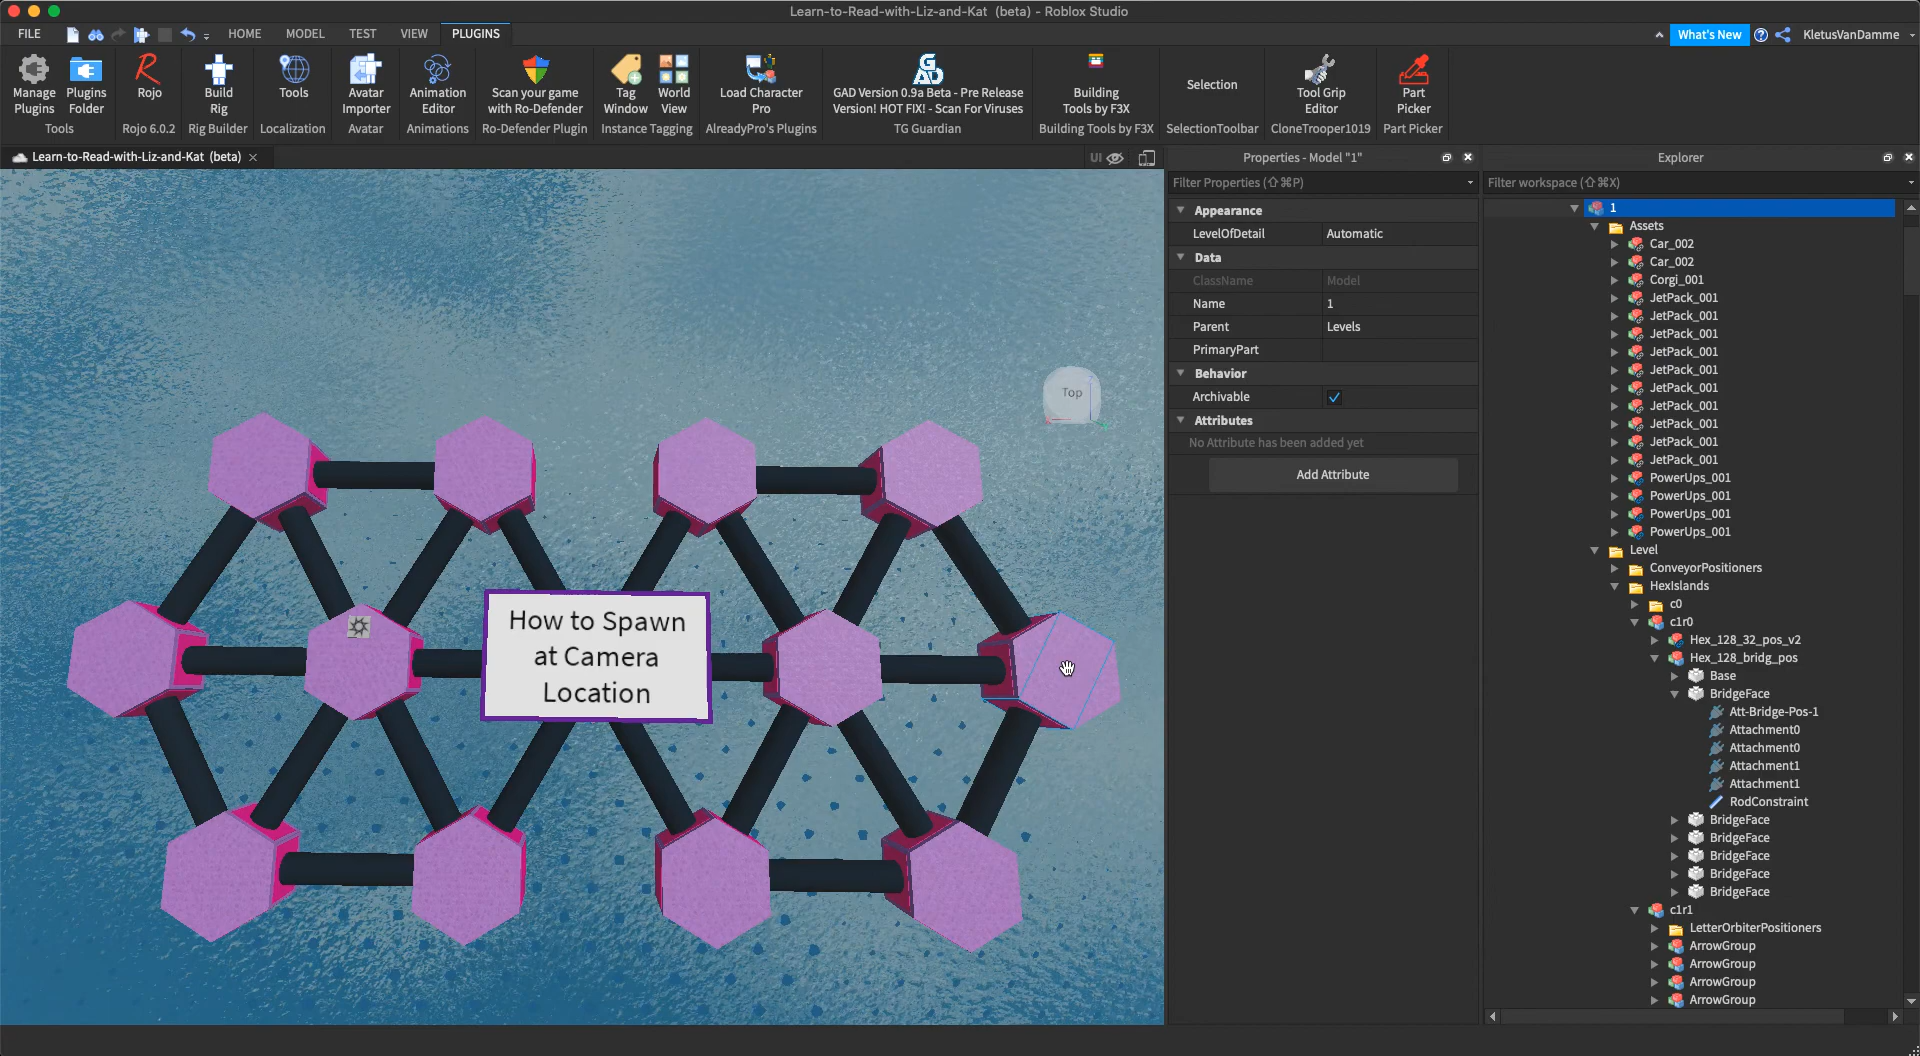 Learn-to-Read-with-Liz-and-Kat (beta) - Roblox Studio
FILE HOME MODEL TEST VIEW PLUGINS What's New KletusVanDamme
Manage Plugins
Plugins Folder
Tools
Rojo
Rojo 6.0.2
Build Rig
Rig Builder
Tools
Localization
Avatar Importer
Avatar
Animation Editor
Animations
Scan your game with Ro-Defender
Ro-Defender Plugin
Tag Window
World View
Instance Tagging
Load Character Pro
AlreadyPro's Plugins
GAD
GAD Version 0.9a Beta - Pre Release
Version! HOT FIX! - Scan For Viruses
TG Guardian
Building Tools by F3X
Building Tools by F3X
Selection
SelectionToolbar
Tool Grip Editor
CloneTrooper1019
Part Picker
Part Picker
Learn-to-Read-with-Liz-and-Kat (beta)
UI
Top
How to Spawn
at Camera
Location
Properties - Model "1"
Filter Properties (⇧⌘P)
Appearance
LevelOfDetail Automatic
Data
ClassName Model
Name 1
Parent Levels
PrimaryPart
Behavior
Archivable
Attributes
No Attribute has been added yet
Add Attribute
Explorer
Filter workspace (⇧⌘X)
1
Assets
Car_002
Car_002
Corgi_001
JetPack_001
JetPack_001
JetPack_001
JetPack_001
JetPack_001
JetPack_001
JetPack_001
JetPack_001
JetPack_001
JetPack_001
PowerUps_001
PowerUps_001
PowerUps_001
PowerUps_001
Level
ConveyorPositioners
HexIslands
c0
c1r0
Hex_128_32_pos_v2
Hex_128_bridg_pos
Base
BridgeFace
Att-Bridge-Pos-1
Attachment0
Attachment0
Attachment1
Attachment1
RodConstraint
BridgeFace
BridgeFace
BridgeFace
BridgeFace
BridgeFace
c1r1
LetterOrbiterPositioners
ArrowGroup
ArrowGroup
ArrowGroup
ArrowGroup